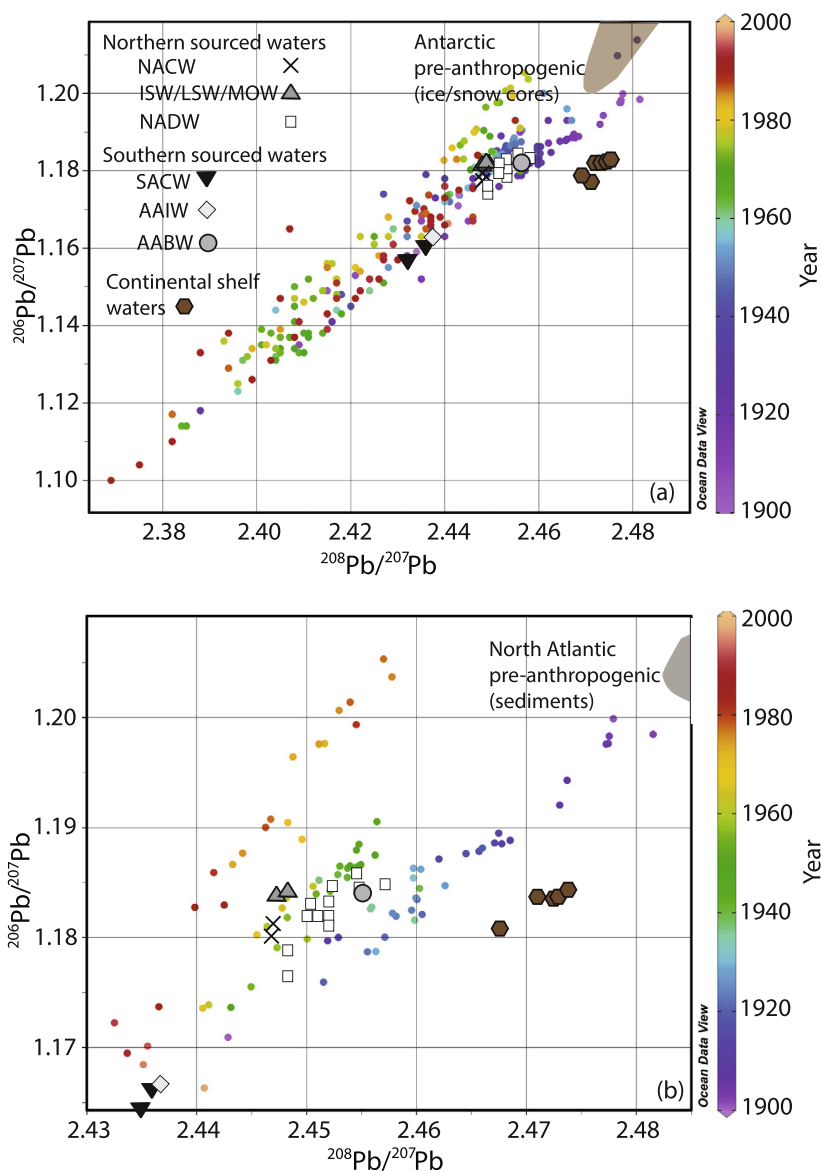 Northern sourced waters
NACW
ISW/LSW/MOW
NADW
Southern sourced waters
SACW
AAIW
AABW
Continental shelf
waters
Antarctic
pre-anthropogenic
(ice/snow cores)
1.20
1.18
1.16
1.14
1.12
1.10
²⁰⁶Pb/²⁰⁷Pb
2.38
2.40
2.42
2.44
2.46
2.48
²⁰⁸Pb/²⁰⁷Pb
(a)
Ocean Data View
2000
1980
1960
1940
1920
1900
Year
North Atlantic
pre-anthropogenic
(sediments)
1.20
1.19
1.18
1.17
²⁰⁶Pb/²⁰⁷Pb
2.43
2.44
2.45
2.46
2.47
2.48
²⁰⁸Pb/²⁰⁷Pb
(b)
Ocean Data View
2000
1980
1960
1940
1920
1900
Year